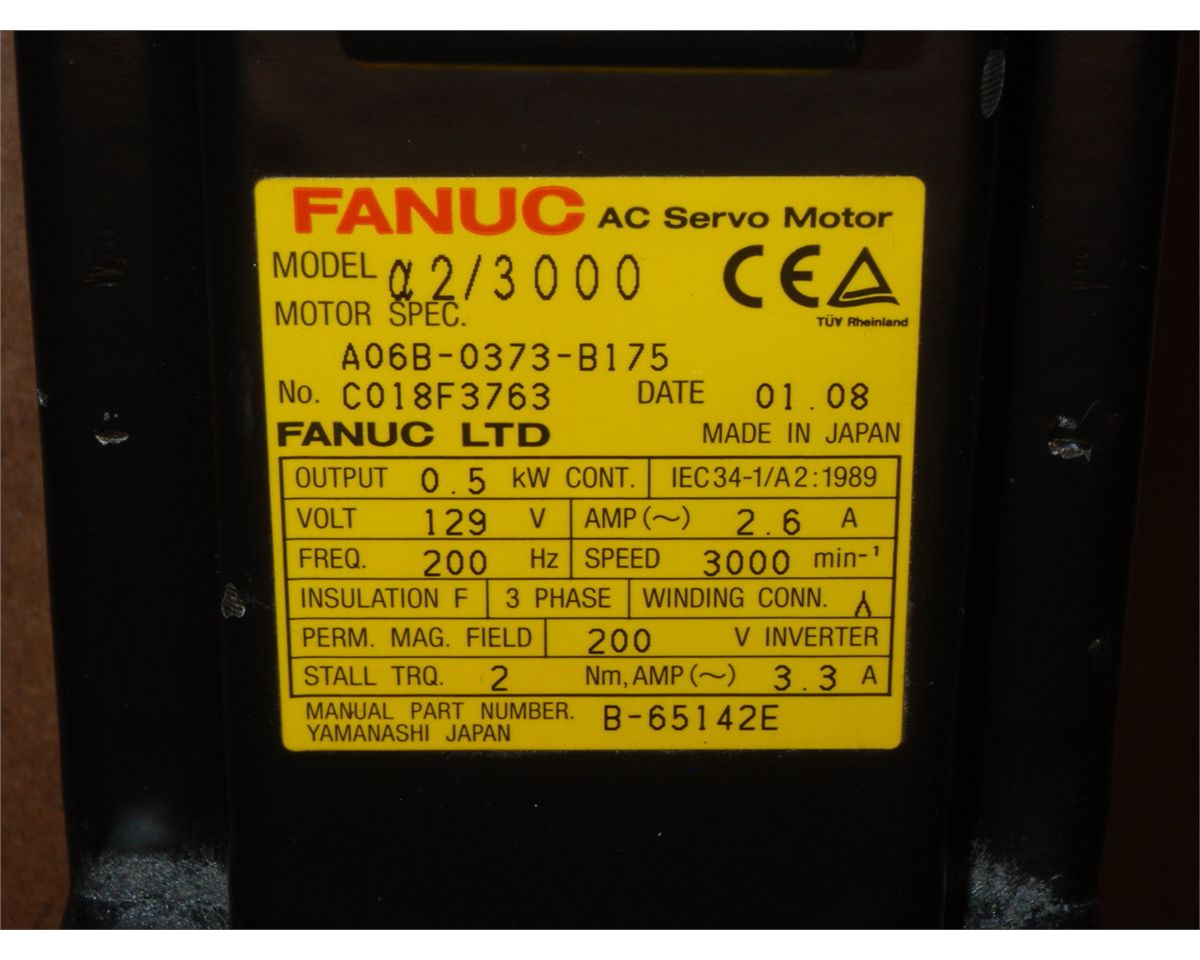 FANUC AC Servo Motor
MODEL α2/3000
CE
TÜV Rheinland
MOTOR SPEC.
A06B-0373-B175
No. C018F3763 DATE 01.08
FANUC LTD MADE IN JAPAN
OUTPUT 0.5 kW CONT. IEC34-1/A2:1989
VOLT 129 V AMP(~) 2.6 A
FREQ. 200 Hz SPEED 3000 min-¹
INSULATION F 3 PHASE WINDING CONN. 人
PERM. MAG. FIELD 200 V INVERTER
STALL TRQ. 2 Nm, AMP(~) 3.3 A
MANUAL PART NUMBER. B-65142E
YAMANASHI JAPAN